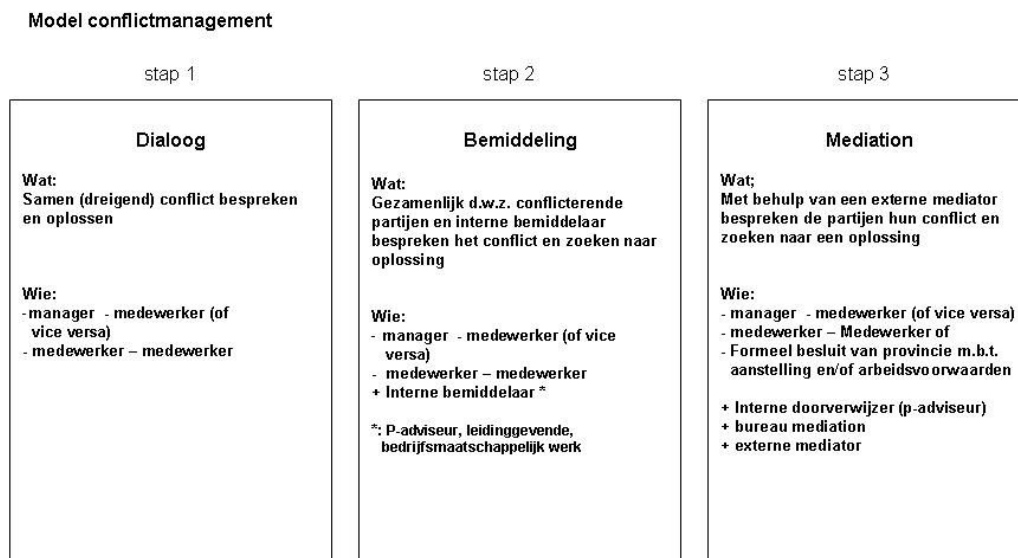 Model conflictmanagement
stap 1
stap 2
stap 3
Dialoog
Wat:
Samen (dreigend) conflict bespreken
en oplossen
Wie:
-manager - medewerker (of
vice versa)
- medewerker – medewerker
Bemiddeling
Wat:
Gezamenlijk d.w.z. conflicterende
partijen en interne bemiddelaar
bespreken het conflict en zoeken naar
oplossing
Wie:
- manager - medewerker (of vice
versa)
- medewerker – medewerker
+ Interne bemiddelaar *
*: P-adviseur, leidinggevende,
bedrijfsmaatschappelijk werk
Mediation
Wat;
Met behulp van een externe mediator
bespreken de partijen hun conflict en
zoeken naar een oplossing
Wie:
- manager - medewerker (of vice versa)
- medewerker – Medewerker of
- Formeel besluit van provincie m.b.t.
aanstelling en/of arbeidsvoorwaarden
+ Interne doorverwijzer (p-adviseur)
+ bureau mediation
+ externe mediator